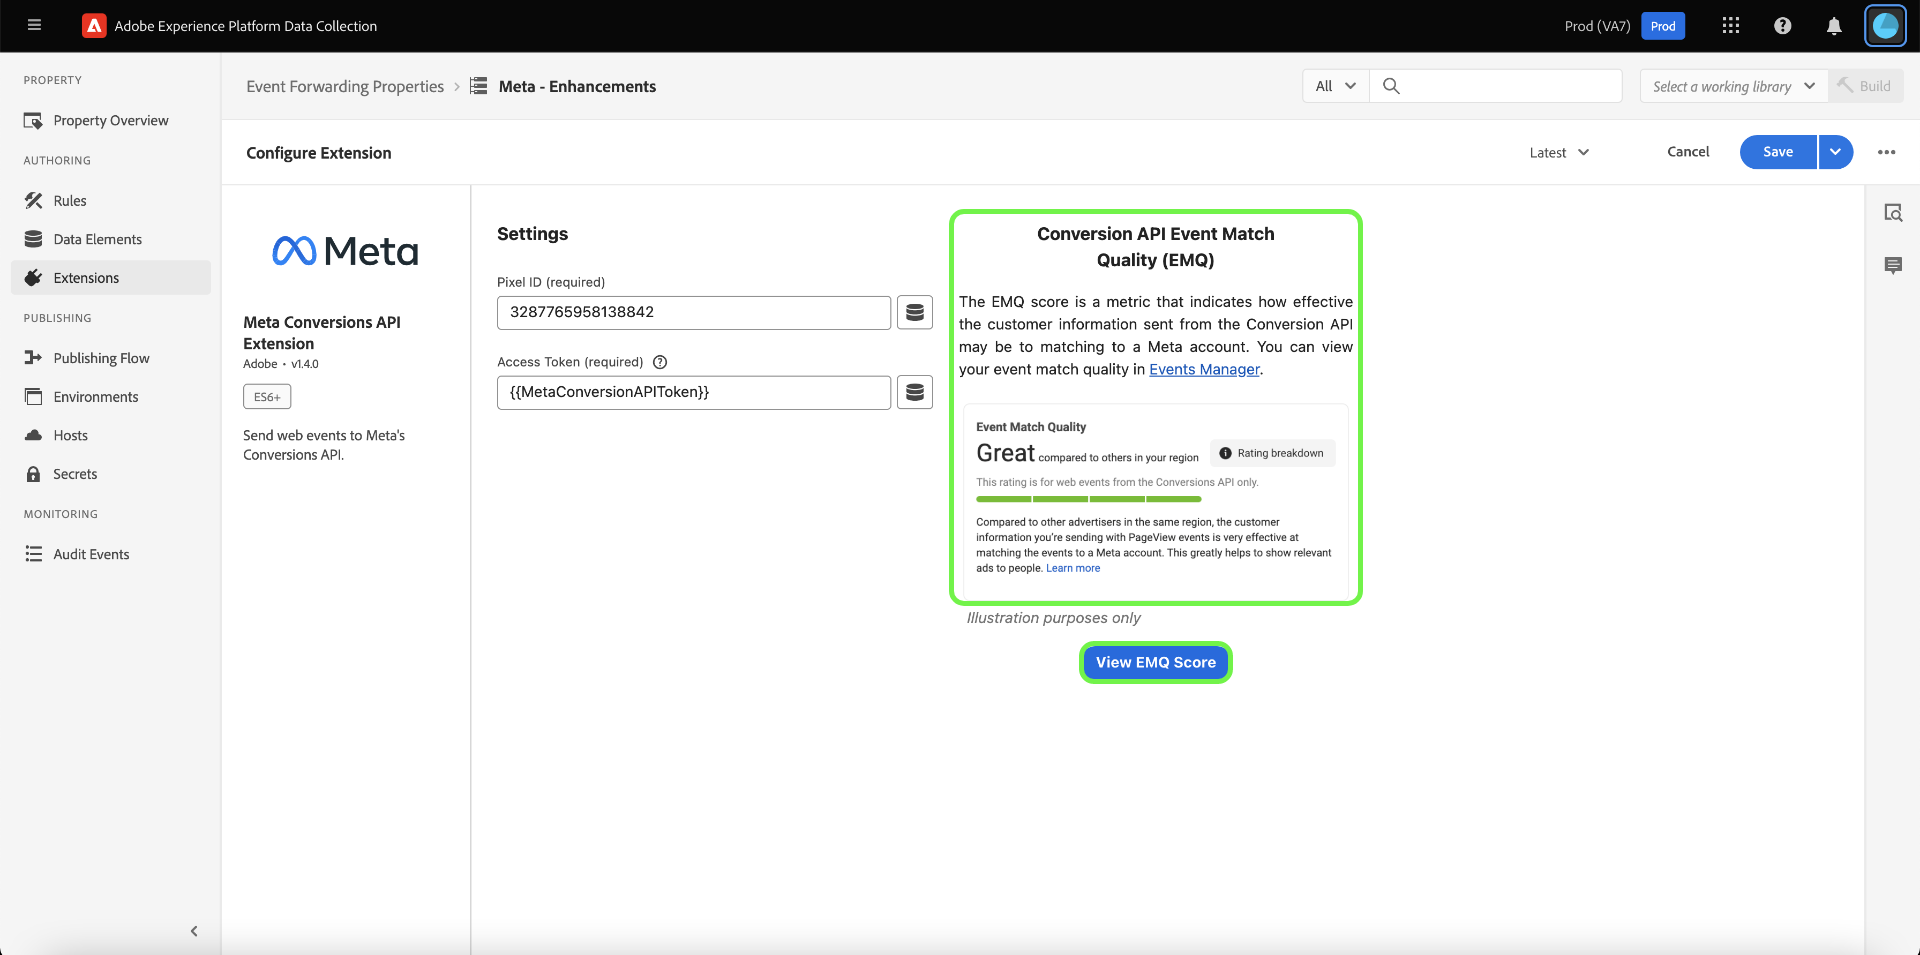 Adobe Experience Platform Data Collection
Prod (VA7)
Prod
PROPERTY
Property Overview
AUTHORING
Rules
Data Elements
Extensions
PUBLISHING
Publishing Flow
Environments
Hosts
Secrets
MONITORING
Audit Events
Event Forwarding Properties
Meta - Enhancements
All
Select a working library
Build
Configure Extension
Latest
Cancel
Save
Meta
Meta Conversions API
Extension
Adobe • v1.4.0
ES6+
Send web events to Meta's
Conversions API.
Settings
Pixel ID (required)
3287765958138842
Access Token (required)
{{MetaConversionAPIToken}}
Conversion API Event Match
Quality (EMQ)
The EMQ score is a metric that indicates how effective
the customer information sent from the Conversion API
may be to matching to a Meta account. You can view
your event match quality in Events Manager.
Event Match Quality
Great compared to others in your region
Rating breakdown
This rating is for web events from the Conversions API only.
Compared to other advertisers in the same region, the customer
information you're sending with PageView events is very effective at
matching the events to a Meta account. This greatly helps to show relevant
ads to people. Learn more
Illustration purposes only
View EMQ Score